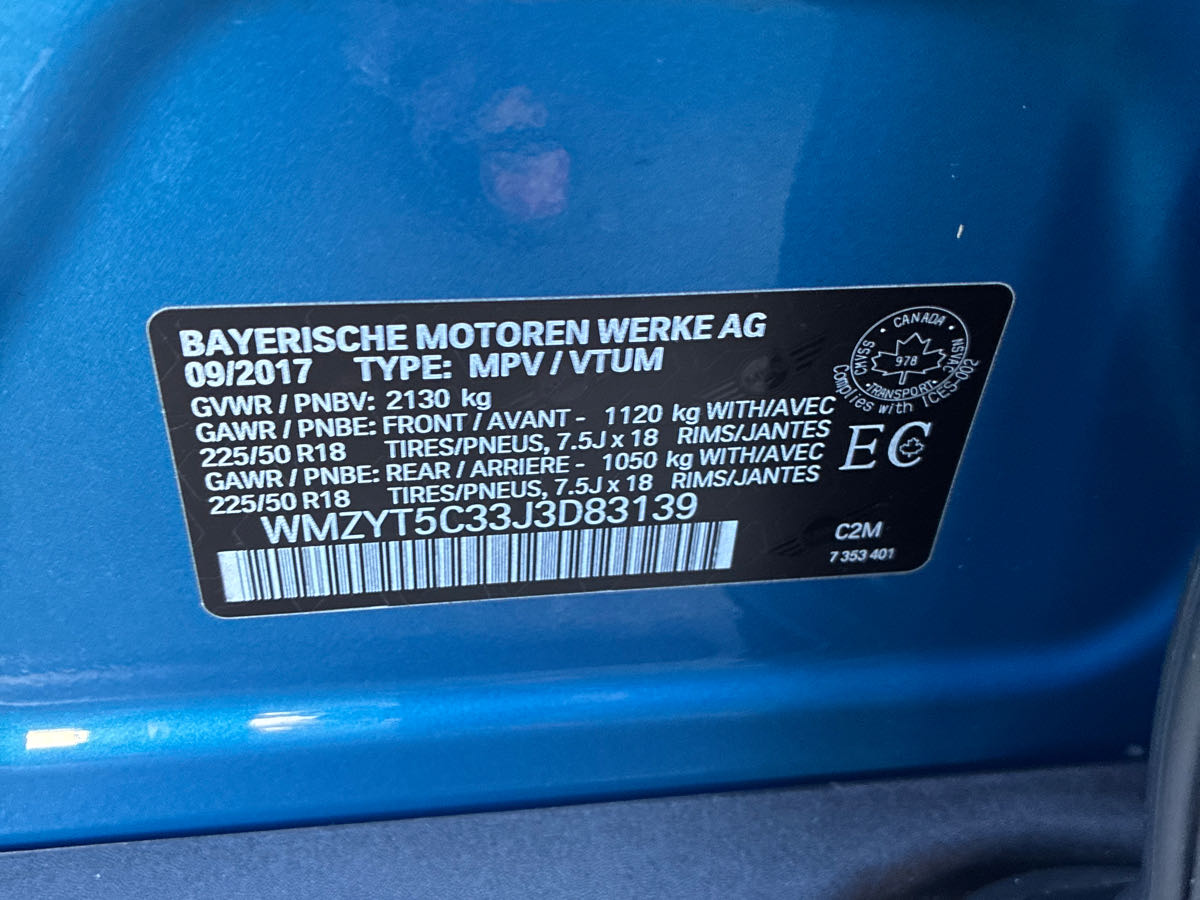 BAYERISCHE MOTOREN WERKE AG
09/2017 TYPE: MPV / VTUM
GVWR / PNBV: 2130 kg
GAWR / PNBE: FRONT / AVANT - 1120 kg WITH/AVEC
225/50 R18 TIRES/PNEUS, 7.5J x 18 RIMS/JANTES
GAWR / PNBE: REAR / ARRIERE - 1050 kg WITH/AVEC
225/50 R18 TIRES/PNEUS, 7.5J x 18 RIMS/JANTES
WMZYT5C33J3D83139
CANADA
CMVSS
NSVAC
978
TRANSPORT
Complies with ICES-002
EC
C2M
7 353 401